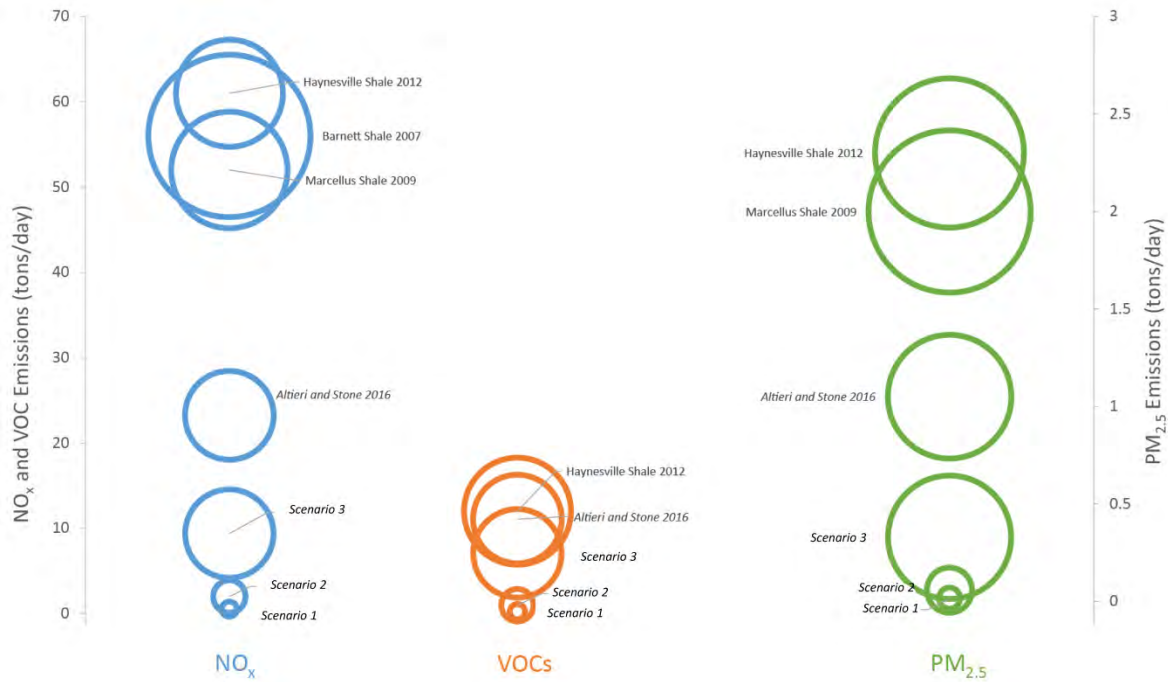 70
60
50
40
30
20
10
0
NOₓ and VOC Emissions (tons/day)
Haynesville Shale 2012
Barnett Shale 2007
Marcellus Shale 2009
Altieri and Stone 2016
Scenario 3
Scenario 2
Scenario 1
NOₓ
Haynesville Shale 2012
Altieri and Stone 2016
Scenario 3
Scenario 2
Scenario 1
VOCs
Haynesville Shale 2012
Marcellus Shale 2009
Altieri and Stone 2016
Scenario 3
Scenario 2
Scenario 1
PM₂.₅
3
2.5
2
1.5
1
0.5
0
PM₂.₅ Emissions (tons/day)